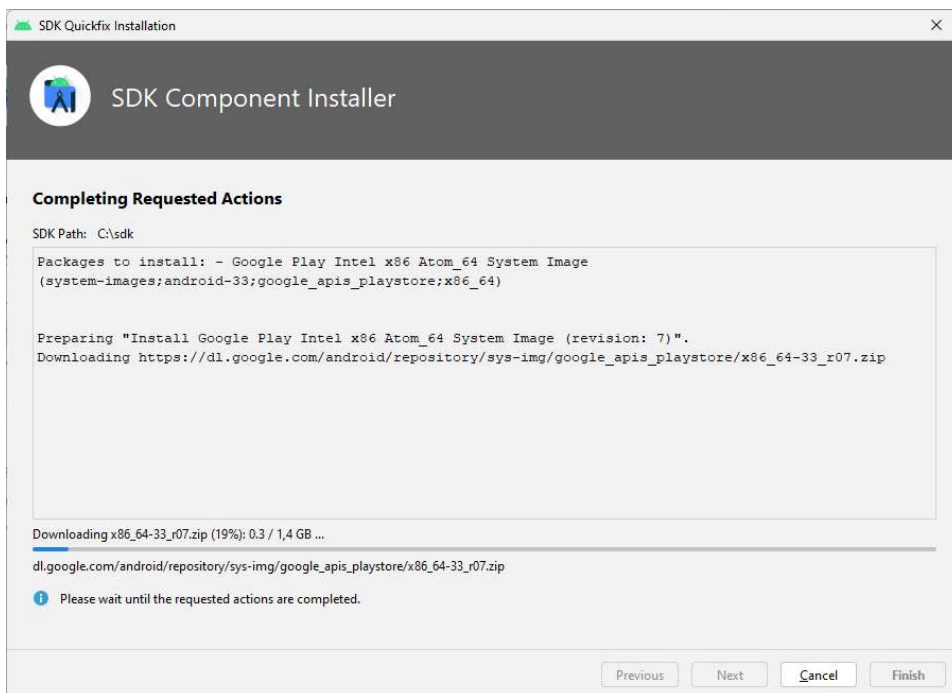 SDK Quickfix Installation
SDK Component Installer
Completing Requested Actions
SDK Path: C:\sdk
Packages to install: - Google Play Intel x86 Atom_64 System Image
(system-images;android-33;google_apis_playstore;x86_64)
Preparing "Install Google Play Intel x86 Atom_64 System Image (revision: 7)".
Downloading https://dl.google.com/android/repository/sys-img/google_apis_playstore/x86_64-33_r07.zip
Downloading x86_64-33_r07.zip (19%): 0.3 / 1,4 GB ...
dl.google.com/android/repository/sys-img/google_apis_playstore/x86_64-33_r07.zip
Please wait until the requested actions are completed.
Previous Next Cancel Finish